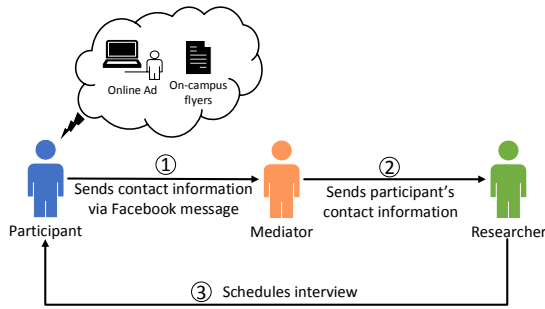 Online Ad
On-campus
flyers
①
Sends contact information
via Facebook message
②
Sends participant's
contact information
Participant
Mediator
Researcher
③ Schedules interview